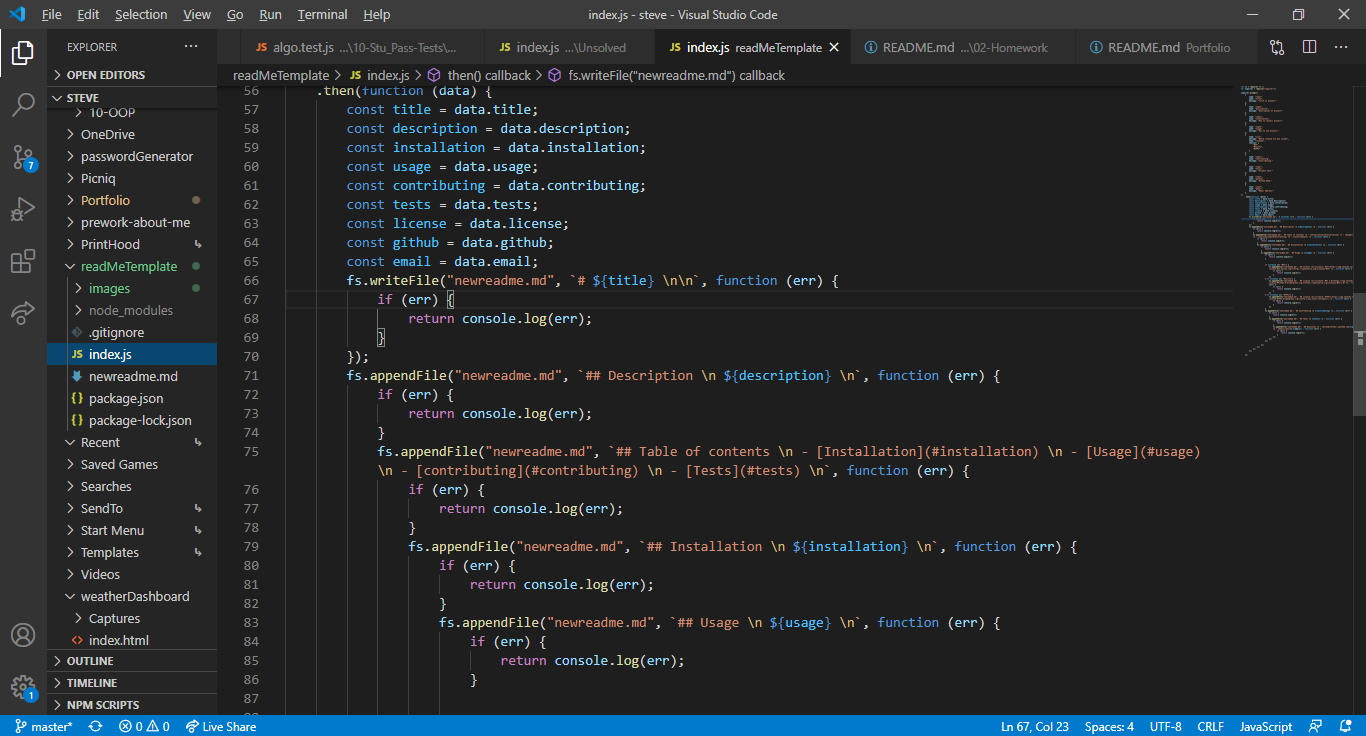 File Edit Selection View Go Run Terminal Help
index.js - steve - Visual Studio Code
EXPLORER
algo.test.js ...\10-Stu_Pass-Tests\...
JS index.js ...\Unsolved
JS index.js readMeTemplate
README.md ...\02-Homework
README.md Portfolio
OPEN EDITORS
readMeTemplate > JS index.js > then() callback > fs.writeFile("newreadme.md") callback
STEVE
10-OOP
OneDrive
passwordGenerator
Picniq
Portfolio
prework-about-me
PrintHood
readMeTemplate
images
node_modules
.gitignore
JS index.js
newreadme.md
{} package.json
{} package-lock.json
Recent
Saved Games
Searches
SendTo
Start Menu
Templates
Videos
weatherDashboard
Captures
<> index.html
OUTLINE
TIMELINE
NPM SCRIPTS
7
1
56 .then(function (data) {
57 const title = data.title;
58 const description = data.description;
59 const installation = data.installation;
60 const usage = data.usage;
61 const contributing = data.contributing;
62 const tests = data.tests;
63 const license = data.license;
64 const github = data.github;
65 const email = data.email;
66 fs.writeFile("newreadme.md", `# ${title} \n\n`, function (err) {
67 if (err) {
68 return console.log(err);
69 }
70 });
71 fs.appendFile("newreadme.md", `## Description \n ${description} \n`, function (err) {
72 if (err) {
73 return console.log(err);
74 }
75 fs.appendFile("newreadme.md", `## Table of contents \n - [Installation](#installation) \n - [Usage](#usage)
\n - [contributing](#contributing) \n - [Tests](#tests) \n`, function (err) {
76 if (err) {
77 return console.log(err);
78 }
79 fs.appendFile("newreadme.md", `## Installation \n ${installation} \n`, function (err) {
80 if (err) {
81 return console.log(err);
82 }
83 fs.appendFile("newreadme.md", `## Usage \n ${usage} \n`, function (err) {
84 if (err) {
85 return console.log(err);
86 }
87
master* 0 0 Live Share
Ln 67, Col 23 Spaces: 4 UTF-8 CRLF JavaScript